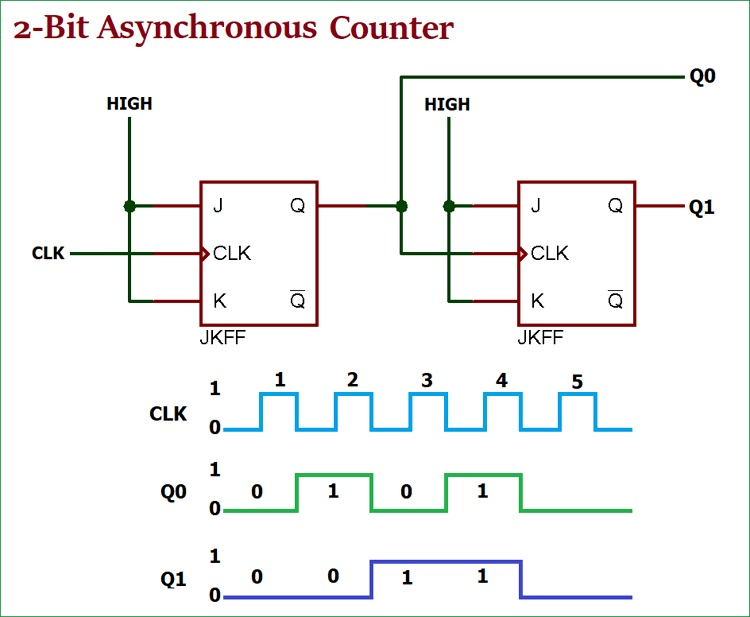 2-Bit Asynchronous Counter
Q0
HIGH
HIGH
J Q
J Q
Q1
CLK
CLK
CLK
K Q̅
K Q̅
JKFF
JKFF
1 2 3 4 5
1
CLK
0
1
Q0 0 1 0 1
0
1
Q1 0 0 1 1
0